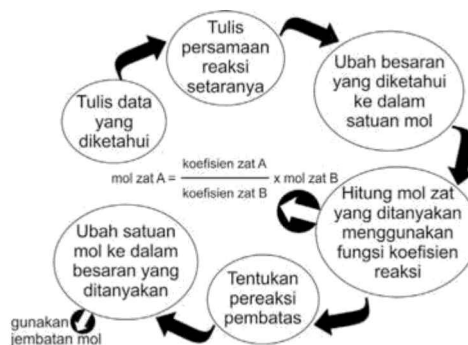 Tulis data
yang
diketahui
Tulis
persamaan
reaksi
setaranya
Ubah besaran
yang diketahui
ke dalam
satuan mol
mol zat A = koefisien zat A / koefisien zat B x mol zat B
Hitung mol zat
yang ditanyakan
menggunakan
fungsi koefisien
reaksi
Tentukan
pereaksi
pembatas
Ubah satuan
mol ke dalam
besaran yang
ditanyakan
gunakan
jembatan mol